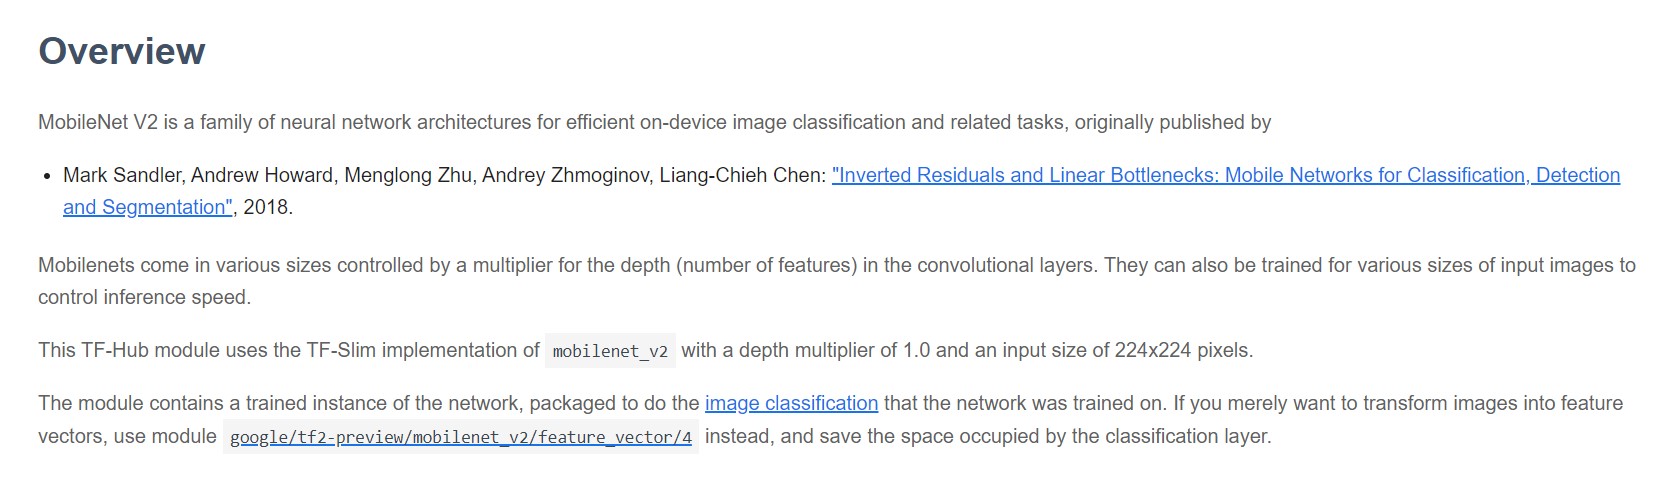 Overview
MobileNet V2 is a family of neural network architectures for efficient on-device image classification and related tasks, originally published by
• Mark Sandler, Andrew Howard, Menglong Zhu, Andrey Zhmoginov, Liang-Chieh Chen: "Inverted Residuals and Linear Bottlenecks: Mobile Networks for Classification, Detection
and Segmentation", 2018.
Mobilenets come in various sizes controlled by a multiplier for the depth (number of features) in the convolutional layers. They can also be trained for various sizes of input images to
control inference speed.
This TF-Hub module uses the TF-Slim implementation of mobilenet_v2 with a depth multiplier of 1.0 and an input size of 224x224 pixels.
The module contains a trained instance of the network, packaged to do the image classification that the network was trained on. If you merely want to transform images into feature
vectors, use module google/tf2-preview/mobilenet_v2/feature_vector/4 instead, and save the space occupied by the classification layer.